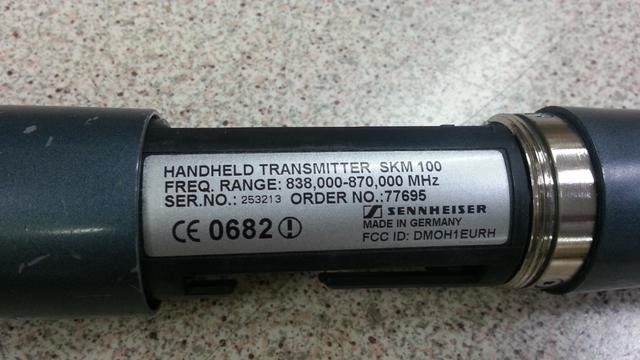 HANDHELD TRANSMITTER SKM 100
FREQ. RANGE: 838,000-870,000 MHz
SER.NO.: 253213 ORDER NO.:77695
SENNHEISER
MADE IN GERMANY
CE 0682
FCC ID: DMOH1EURH